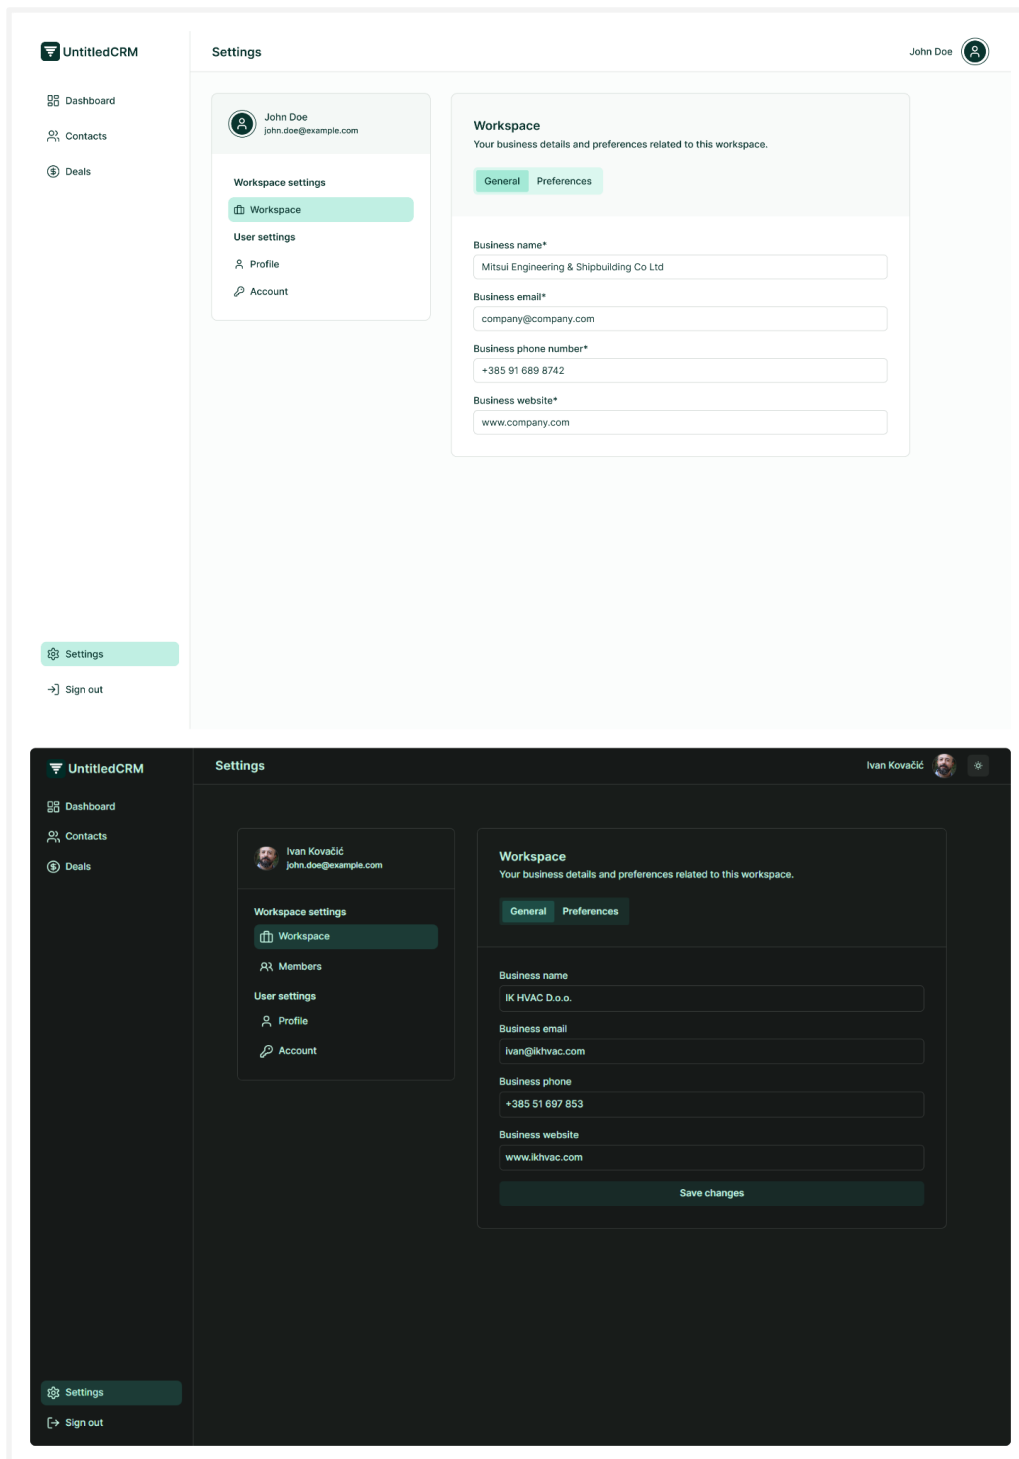 UntitledCRM
Settings
John Doe
Dashboard
Contacts
Deals
John Doe
john.doe@example.com
Workspace settings
Workspace
User settings
Profile
Account
Workspace
Your business details and preferences related to this workspace.
General
Preferences
Business name*
Mitsui Engineering & Shipbuilding Co Ltd
Business email*
company@company.com
Business phone number*
+385 91 689 8742
Business website*
www.company.com
Settings
Sign out
UntitledCRM
Settings
Ivan Kovačić
Dashboard
Contacts
Deals
Ivan Kovačić
john.doe@example.com
Workspace settings
Workspace
Members
User settings
Profile
Account
Workspace
Your business details and preferences related to this workspace.
General
Preferences
Business name
IK HVAC D.o.o.
Business email
ivan@ikhvac.com
Business phone
+385 51 697 853
Business website
www.ikhvac.com
Save changes
Settings
Sign out